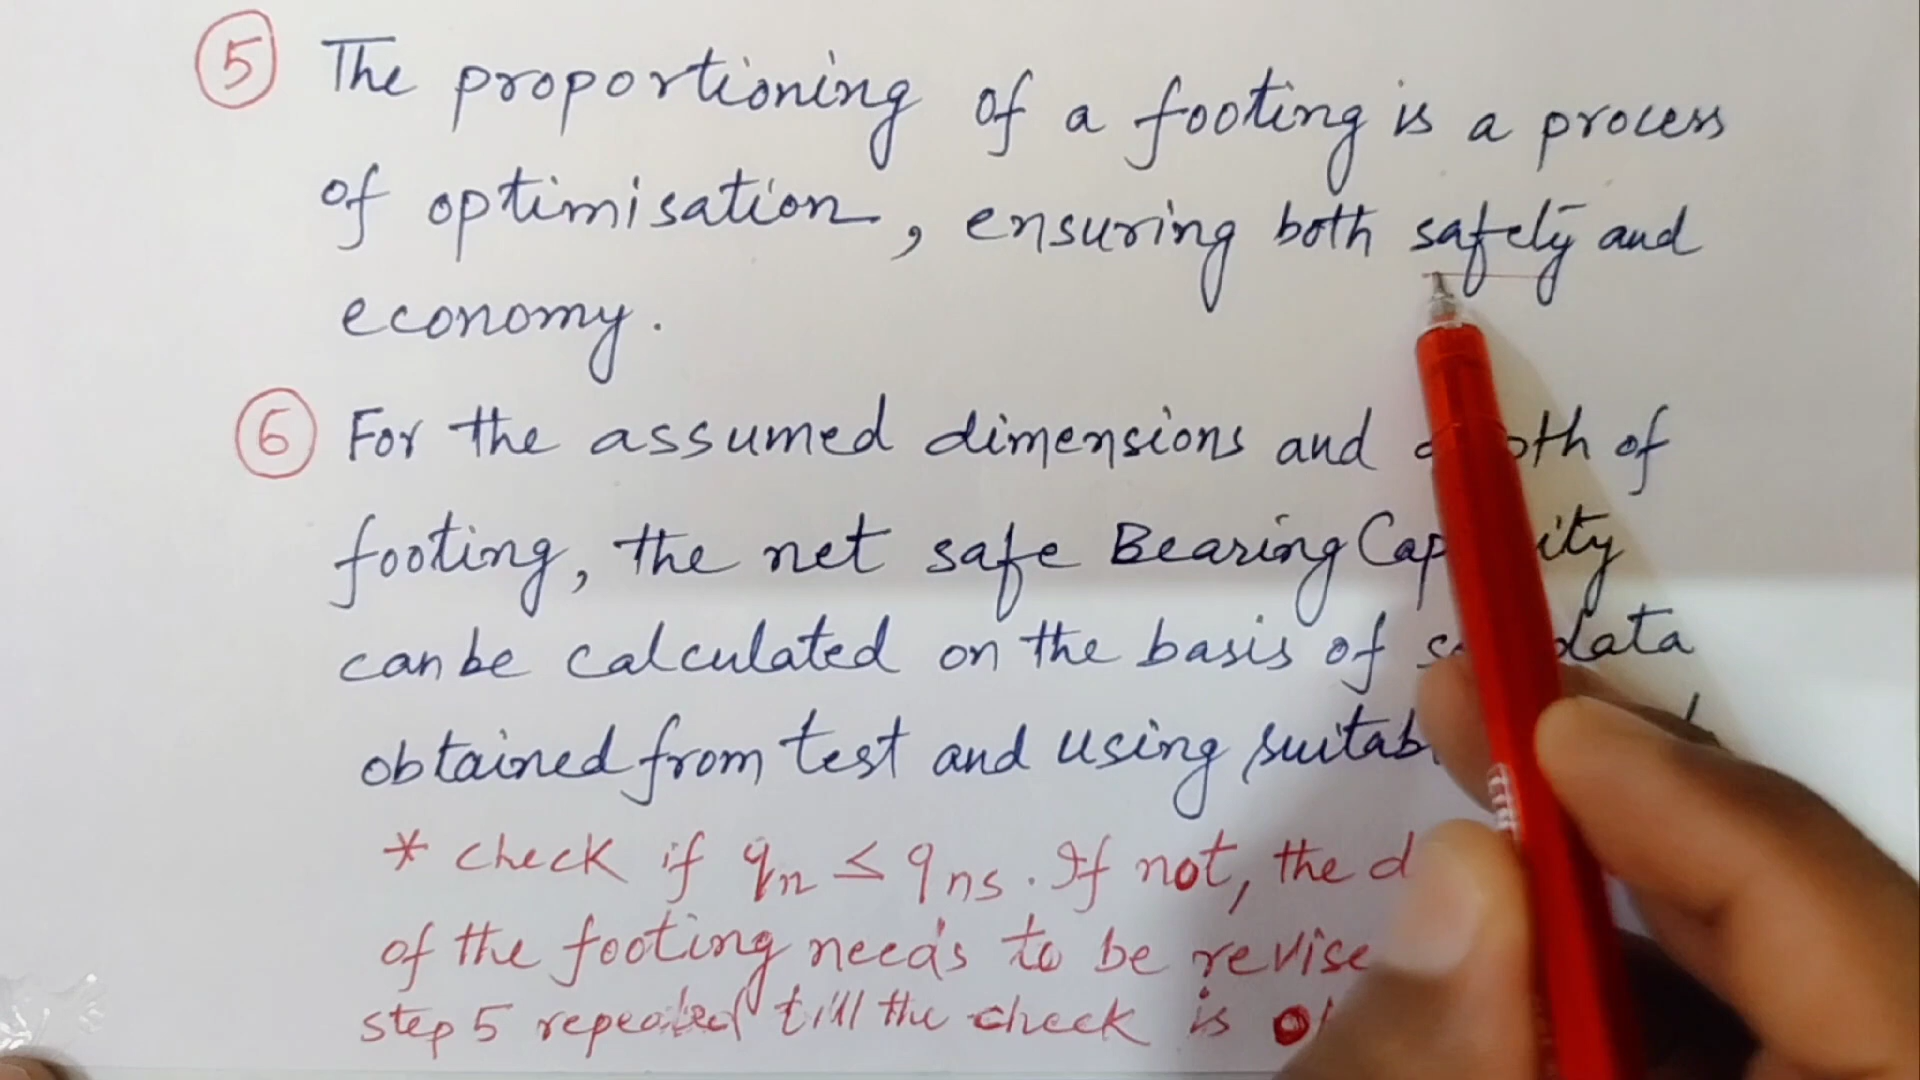 5 The proportioning of a footing is a process
of optimisation, ensuring both safety and
economy.
6 For the assumed dimensions and of
footing, the net safe Bearing Capacity
can be calculated on the basis of data
obtained from test and using
* check if qn ≤ qns. If not, the
of the footing needs to be
step 5 repeated till the check is